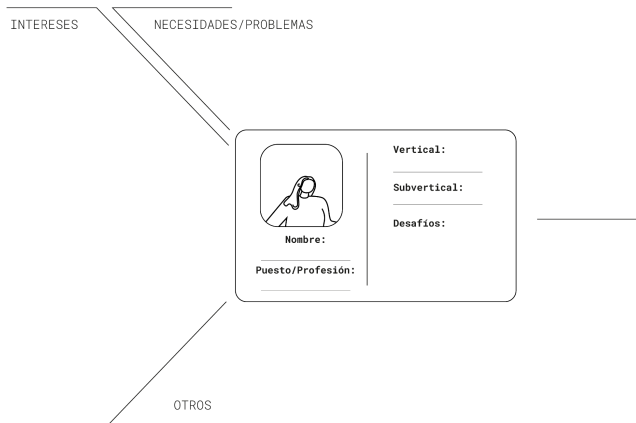 INTERESES
NECESIDADES/PROBLEMAS
Nombre:
Puesto/Profesión:
Vertical:
Subvertical:
Desafíos:
OTROS